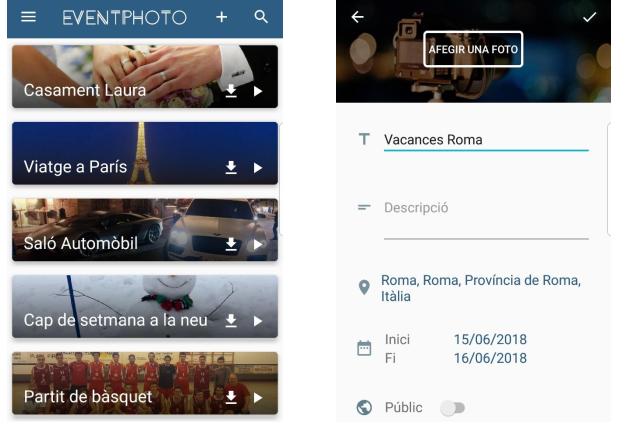 EVENTPHOTO
Casament Laura
Viatge a París
Saló Automòbil
Cap de setmana a la neu
Partit de bàsquet
AFEGIR UNA FOTO
Vacances Roma
Descripció
Roma, Roma, Província de Roma,
Itàlia
Inici 15/06/2018
Fi 16/06/2018
Públic